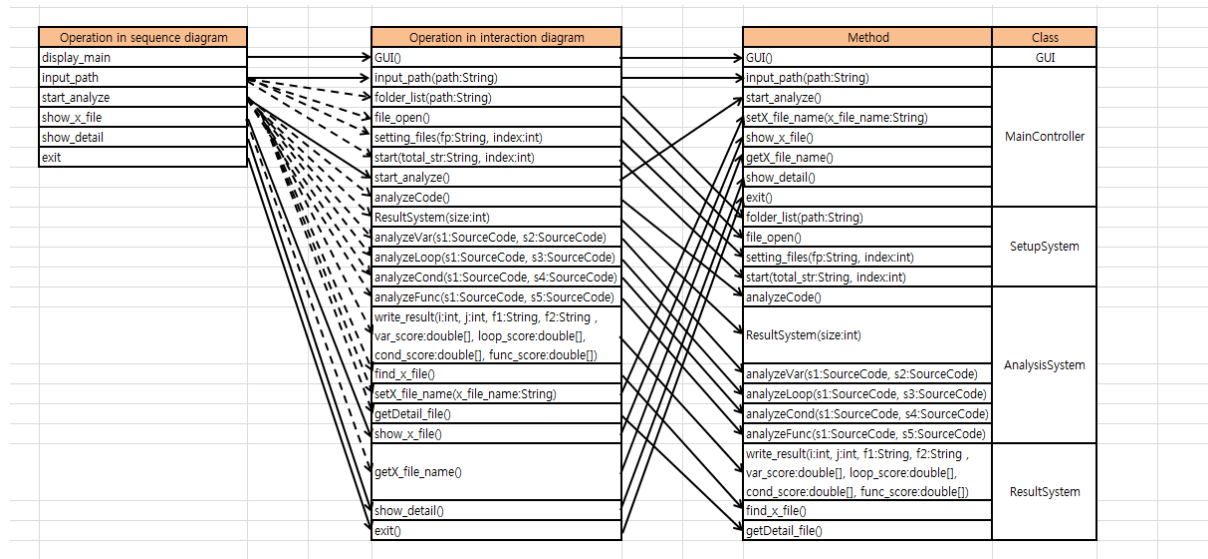 Operation in sequence diagram
display_main
input_path
start_analyze
show_x_file
show_detail
exit
Operation in interaction diagram
GUI()
input_path(path:String)
folder_list(path:String)
file_open()
setting_files(fp:String, index:int)
start(total_str:String, index:int)
start_analyze()
analyzeCode()
ResultSystem(size:int)
analyzeVar(s1:SourceCode, s2:SourceCode)
analyzeLoop(s1:SourceCode, s3:SourceCode)
analyzeCond(s1:SourceCode, s4:SourceCode)
analyzeFunc(s1:SourceCode, s5:SourceCode)
write_result(i:int, j:int, f1:String, f2:String ,
var_score:double[], loop_score:double[],
cond_score:double[], func_score:double[])
find_x_file()
setX_file_name(x_file_name:String)
getDetail_file()
show_x_file()
getX_file_name()
show_detail()
exit()
Method
GUI()
input_path(path:String)
start_analyze()
setX_file_name(x_file_name:String)
show_x_file()
getX_file_name()
show_detail()
exit()
folder_list(path:String)
file_open()
setting_files(fp:String, index:int)
start(total_str:String, index:int)
analyzeCode()
ResultSystem(size:int)
analyzeVar(s1:SourceCode, s2:SourceCode)
analyzeLoop(s1:SourceCode, s3:SourceCode)
analyzeCond(s1:SourceCode, s4:SourceCode)
analyzeFunc(s1:SourceCode, s5:SourceCode)
write_result(i:int, j:int, f1:String, f2:String ,
var_score:double[], loop_score:double[],
cond_score:double[], func_score:double[])
find_x_file()
getDetail_file()
Class
GUI
MainController
SetupSystem
AnalysisSystem
ResultSystem